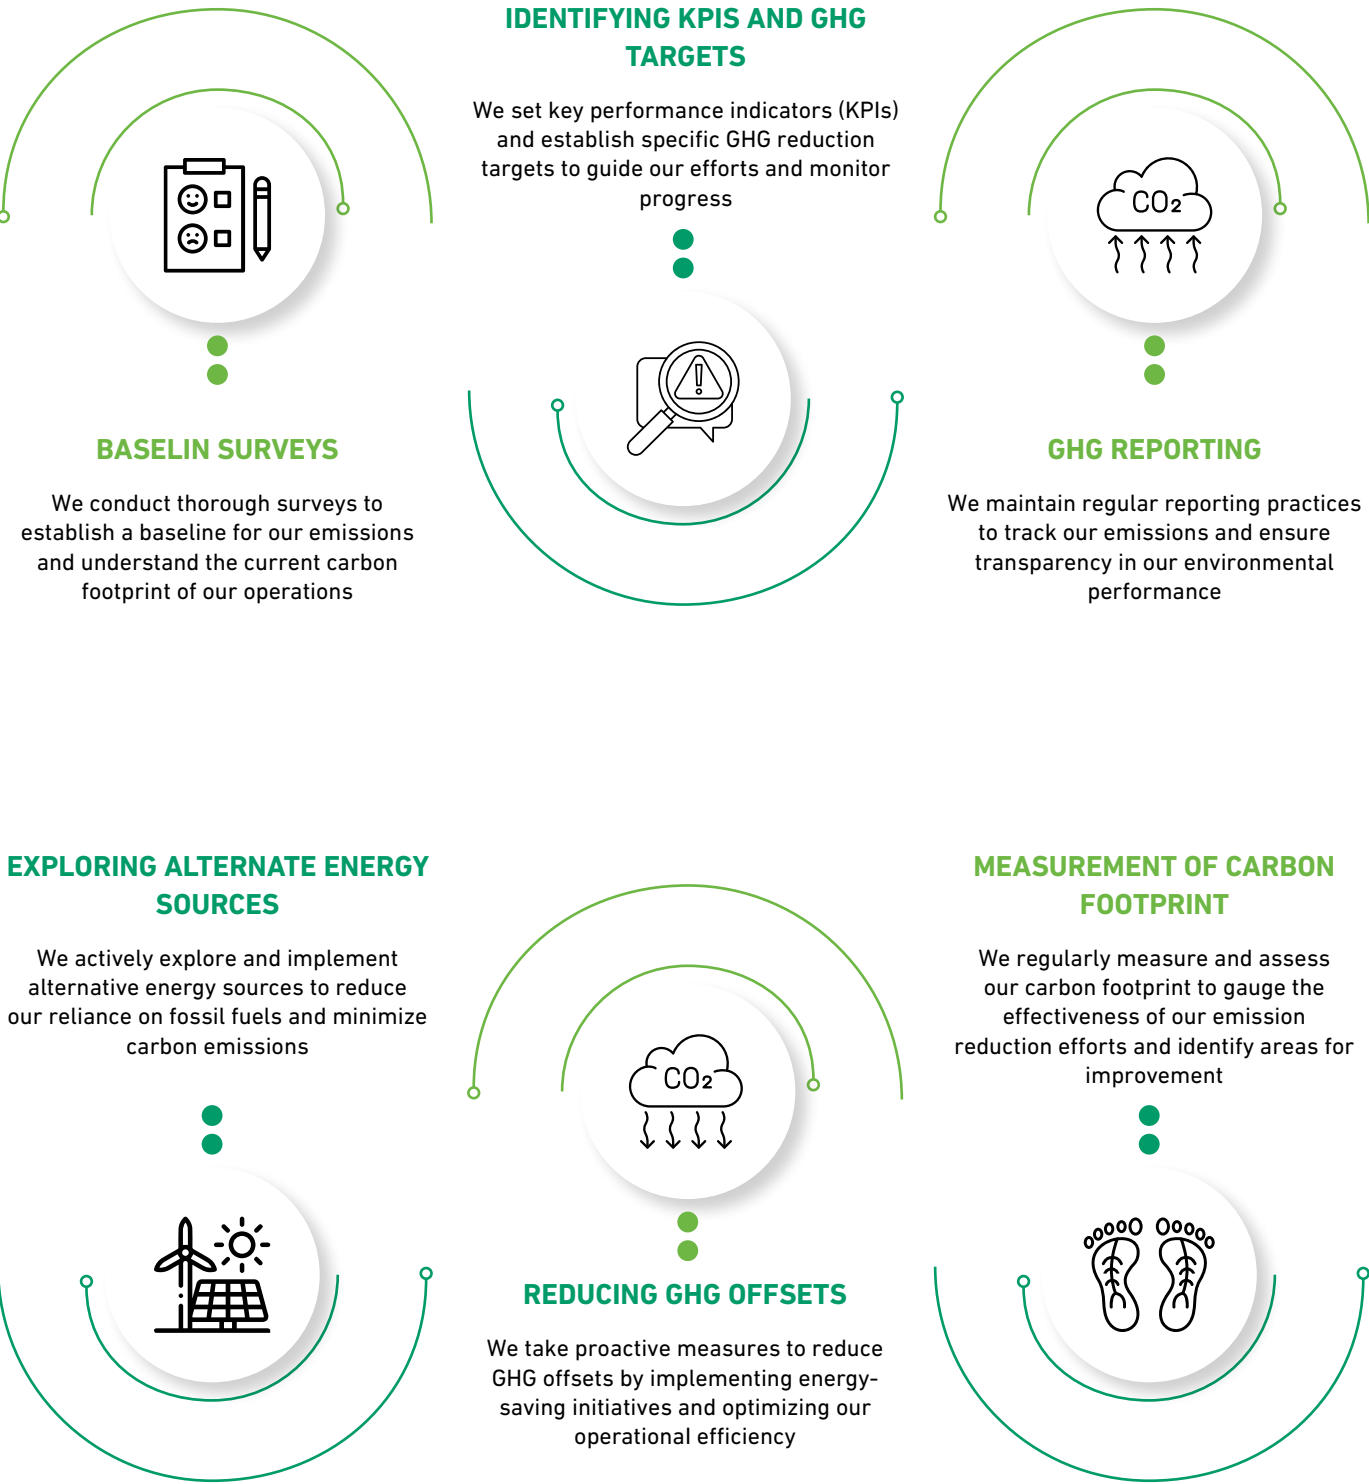 IDENTIFYING KPIS AND GHG
TARGETS
We set key performance indicators (KPIs)
and establish specific GHG reduction
targets to guide our efforts and monitor
progress
CO2
BASELIN SURVEYS
We conduct thorough surveys to
establish a baseline for our emissions
and understand the current carbon
footprint of our operations
GHG REPORTING
We maintain regular reporting practices
to track our emissions and ensure
transparency in our environmental
performance
EXPLORING ALTERNATE ENERGY
SOURCES
We actively explore and implement
alternative energy sources to reduce
our reliance on fossil fuels and minimize
carbon emissions
CO2
REDUCING GHG OFFSETS
We take proactive measures to reduce
GHG offsets by implementing energy-
saving initiatives and optimizing our
operational efficiency
MEASUREMENT OF CARBON
FOOTPRINT
We regularly measure and assess
our carbon footprint to gauge the
effectiveness of our emission
reduction efforts and identify areas for
improvement